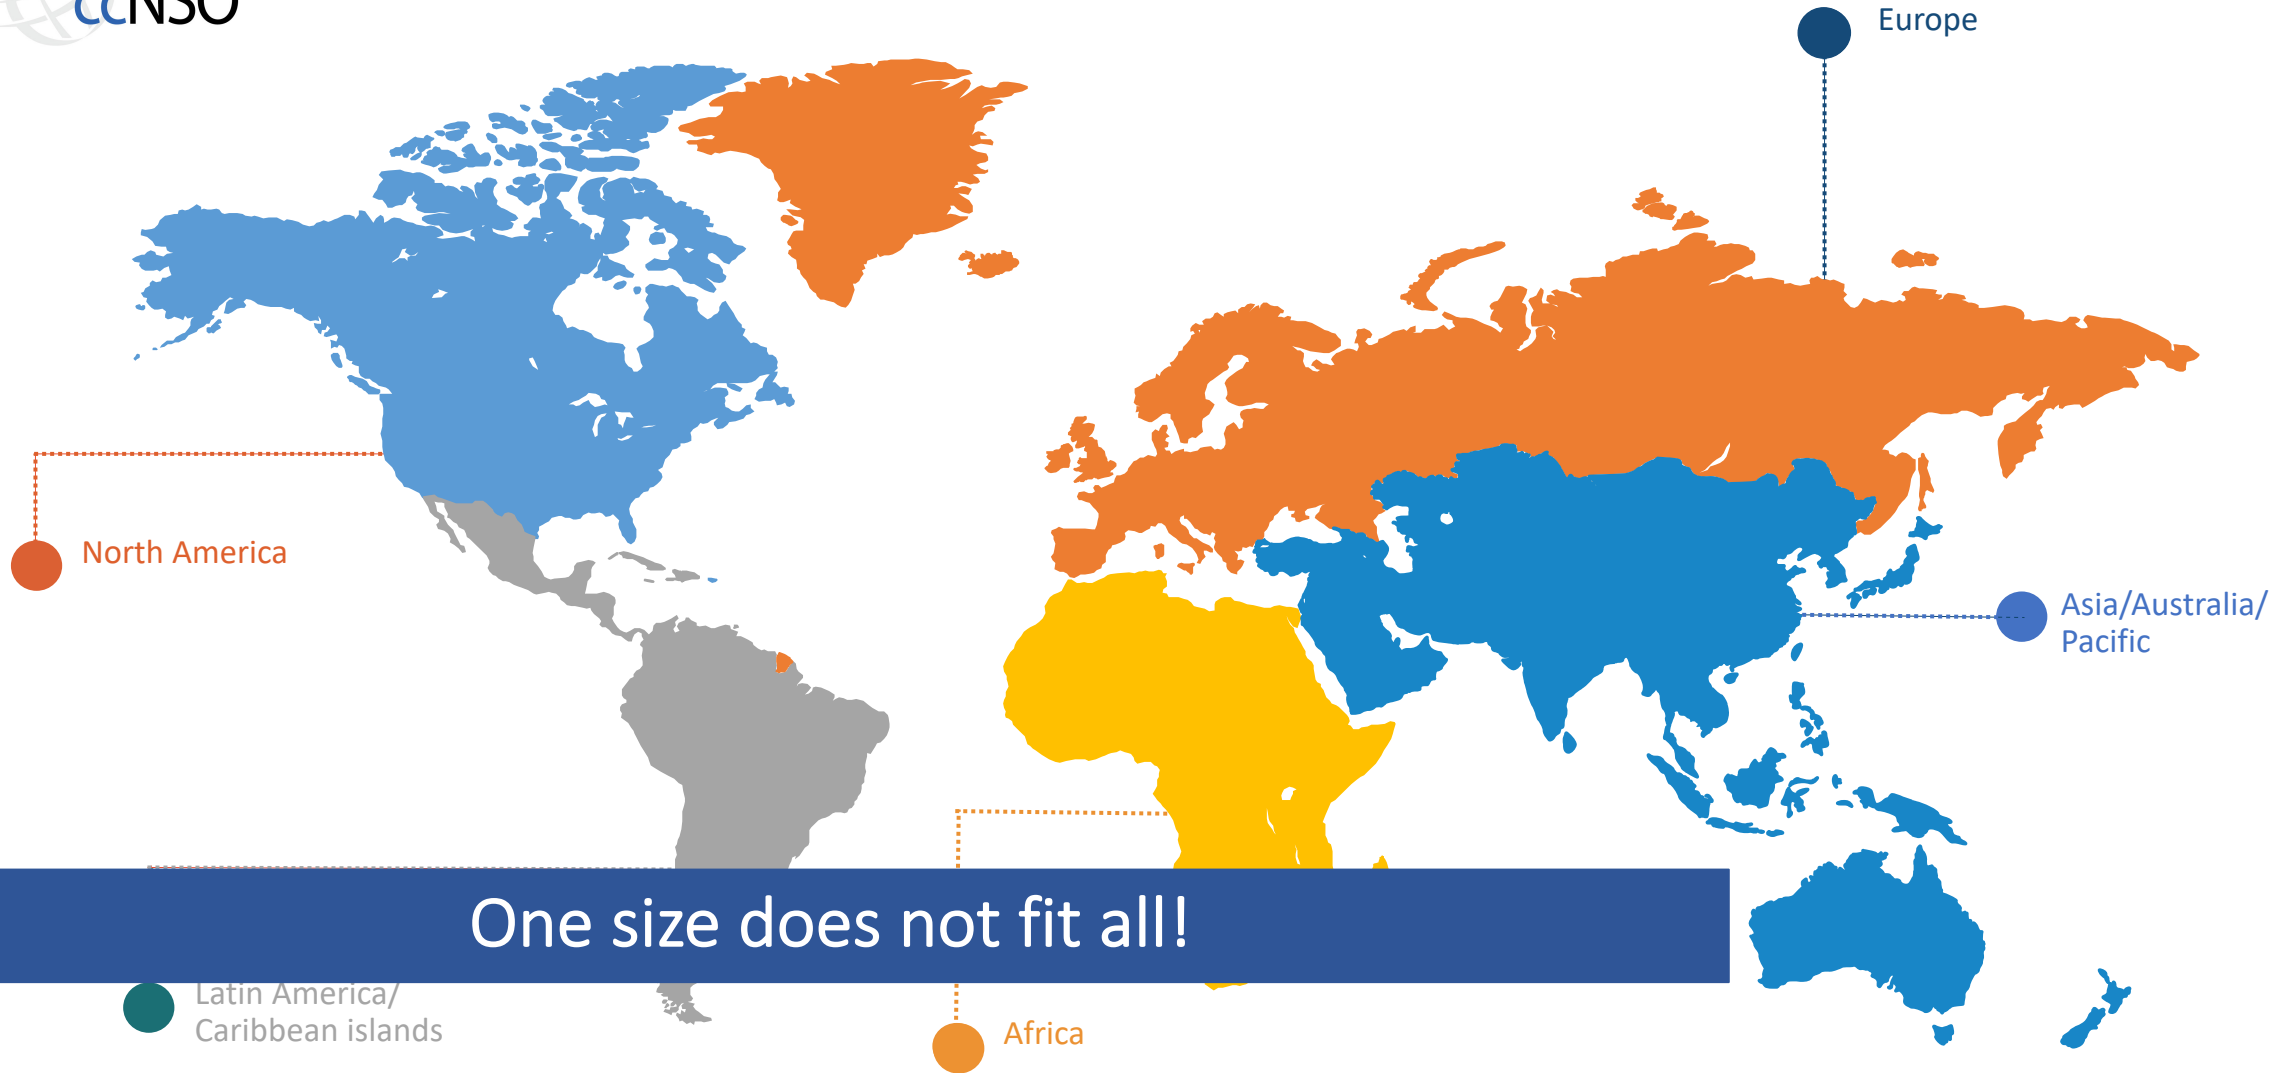 ccNSO
Europe
North America
Asia/Australia/
Pacific
One size does not fit all!
Latin America/
Caribbean islands
Africa